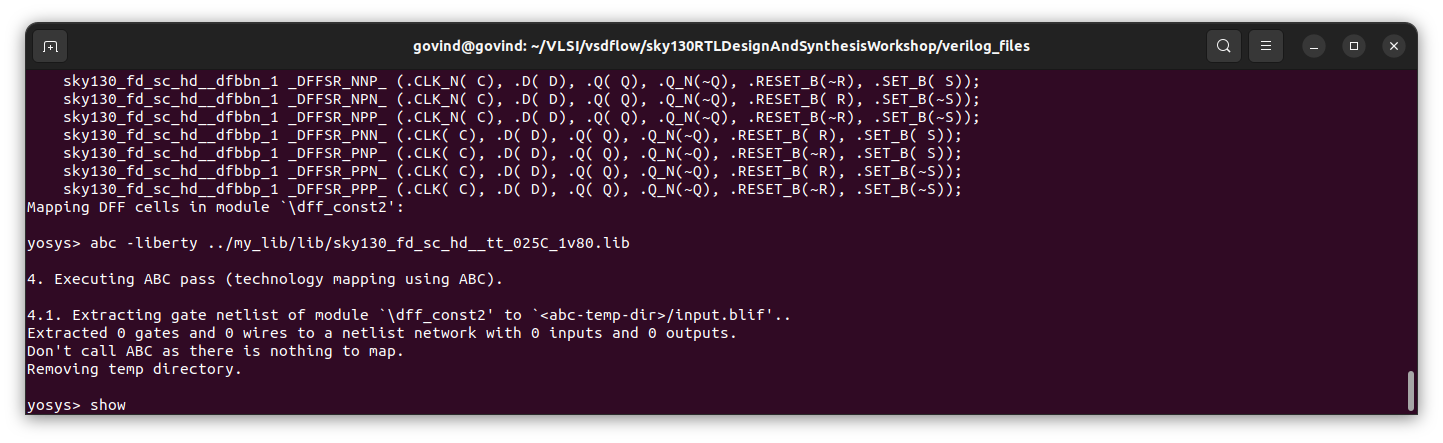 govind@govind: ~/VLSI/vsdflow/sky130RTLDesignAndSynthesisWorkshop/verilog_files
sky130_fd_sc_hd__dfbbn_1 _DFFSR_NNP_ (.CLK_N( C), .D( D), .Q( Q), .Q_N(~Q), .RESET_B(~R), .SET_B( S));
sky130_fd_sc_hd__dfbbn_1 _DFFSR_NPN_ (.CLK_N( C), .D( D), .Q( Q), .Q_N(~Q), .RESET_B( R), .SET_B(~S));
sky130_fd_sc_hd__dfbbn_1 _DFFSR_NPP_ (.CLK_N( C), .D( D), .Q( Q), .Q_N(~Q), .RESET_B(~R), .SET_B(~S));
sky130_fd_sc_hd__dfbbp_1 _DFFSR_PNN_ (.CLK( C), .D( D), .Q( Q), .Q_N(~Q), .RESET_B( R), .SET_B( S));
sky130_fd_sc_hd__dfbbp_1 _DFFSR_PNP_ (.CLK( C), .D( D), .Q( Q), .Q_N(~Q), .RESET_B(~R), .SET_B( S));
sky130_fd_sc_hd__dfbbp_1 _DFFSR_PPN_ (.CLK( C), .D( D), .Q( Q), .Q_N(~Q), .RESET_B( R), .SET_B(~S));
sky130_fd_sc_hd__dfbbp_1 _DFFSR_PPP_ (.CLK( C), .D( D), .Q( Q), .Q_N(~Q), .RESET_B(~R), .SET_B(~S));
Mapping DFF cells in module `\dff_const2':
yosys> abc -liberty ../my_lib/lib/sky130_fd_sc_hd__tt_025C_1v80.lib
4. Executing ABC pass (technology mapping using ABC).
4.1. Extracting gate netlist of module `\dff_const2' to `<abc-temp-dir>/input.blif'..
Extracted 0 gates and 0 wires to a netlist network with 0 inputs and 0 outputs.
Don't call ABC as there is nothing to map.
Removing temp directory.
yosys> show